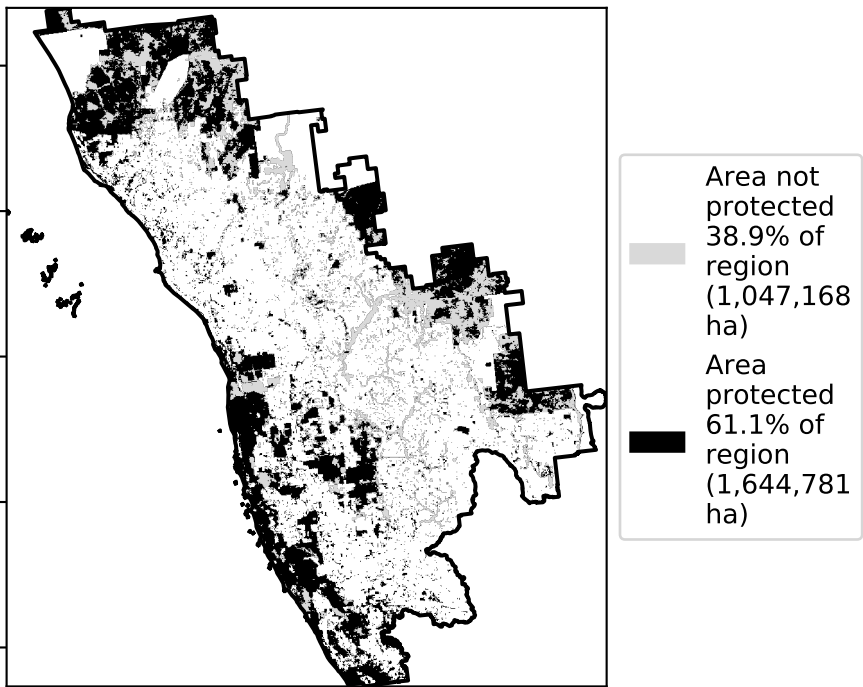 Area not
protected
38.9% of
region
(1,047,168
ha)
Area
protected
61.1% of
region
(1,644,781
ha)